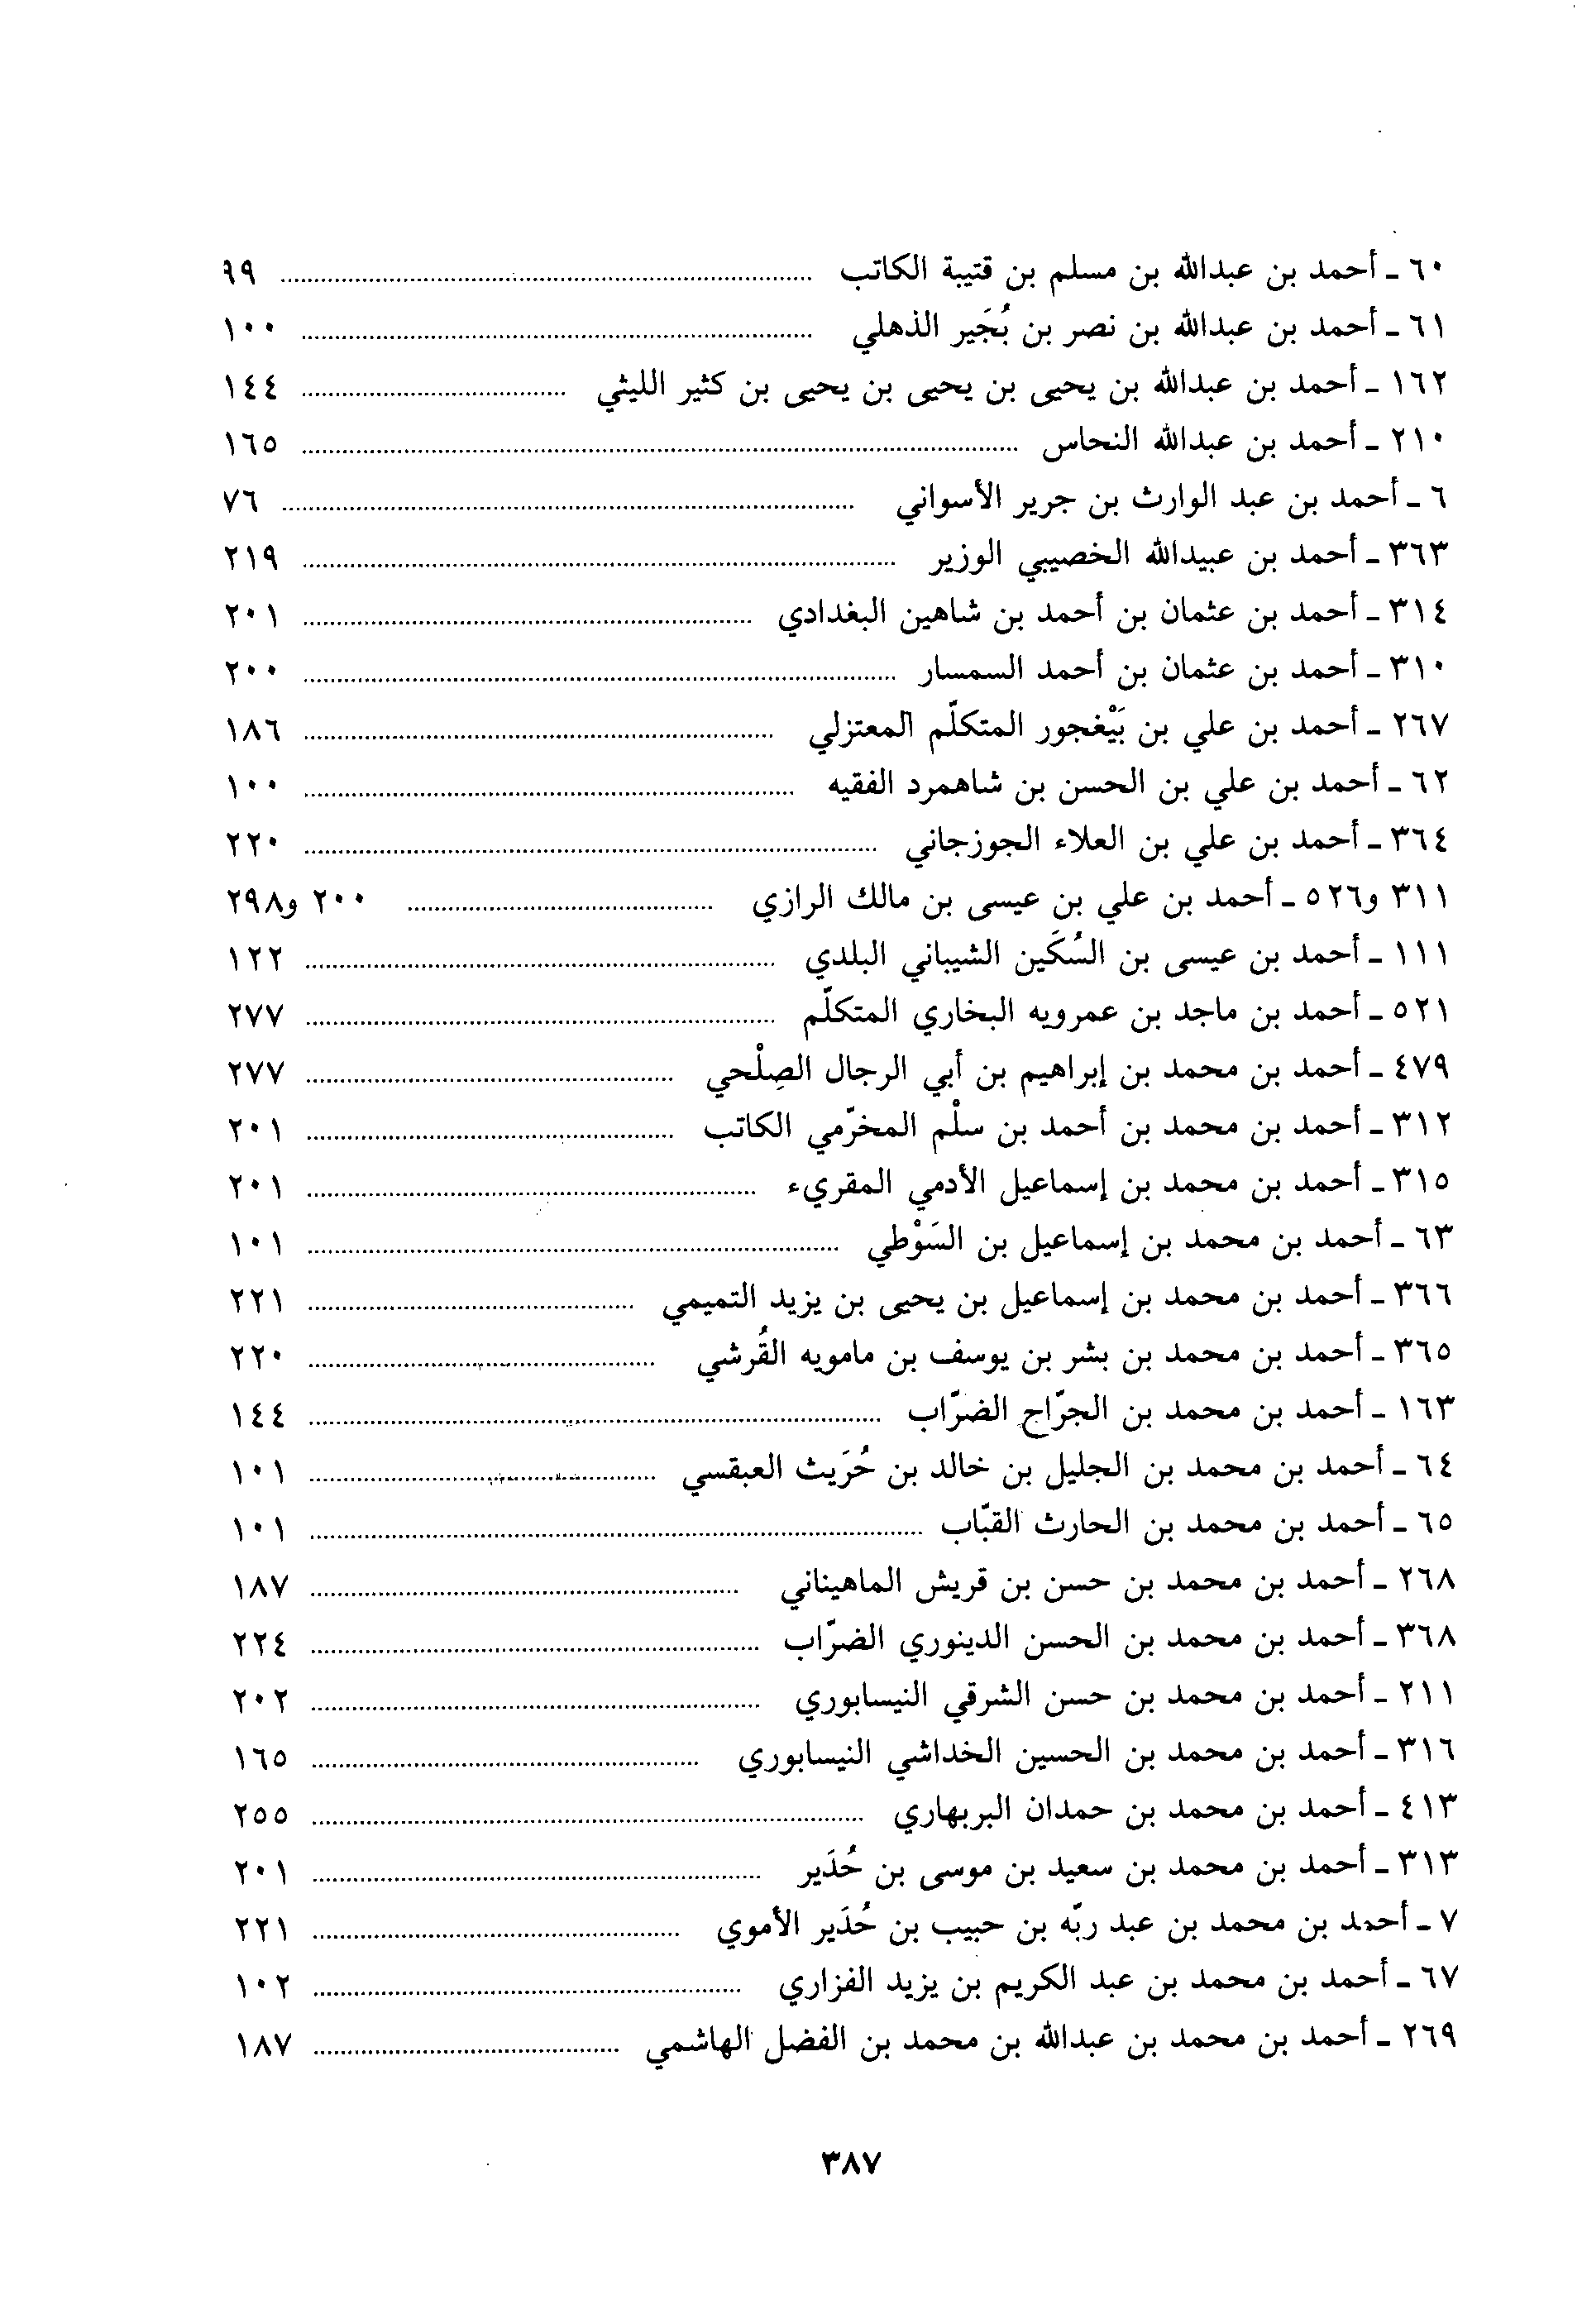 ٦٠ - أحمد بن عبدالله بن مسلم بن قتيبة الكاتب ........ ٩٩
٦١ - أحمد بن عبدالله بن نصر بن بُجَير الذهلي ........ ١٠٠
١٦٢ - أحمد بن عبدالله بن يحيى بن يحيى بن يحيى بن كثير الليثي ........ ١٤٤
٢١٠ - أحمد بن عبدالله النحاس ........ ١٦٥
٦ - أحمد بن عبد الوارث بن جرير الأسواني ........ ٧٦
٣٦٣ - أحمد بن عبيدالله الخصيبي الوزير ........ ٢١٩
٣١٤ - أحمد بن عثمان بن أحمد بن شاهين البغدادي ........ ٢٠١
٣١٠ - أحمد بن عثمان بن أحمد السمسار ........ ٢٠٠
٢٦٧ - أحمد بن علي بن بَيْغجور المتكلّم المعتزلي ........ ١٨٦
٦٢ - أحمد بن علي بن الحسن بن شاهمرد الفقيه ........ ١٠٠
٣٦٤ - أحمد بن علي بن العلاء الجوزجاني ........ ٢٢٠
٣١١ و٥٢٦ - أحمد بن علي بن عيسى بن مالك الرازي ........ ٢٠٠ و٢٩٨
١١١ - أحمد بن عيسى بن السُكَين الشيباني البلدي ........ ١٢٢
٥٢١ - أحمد بن ماجد بن عمرويه البخاري المتكلّم ........ ٢٧٧
٤٧٩ - أحمد بن محمد بن إبراهيم بن أبي الرجال الصِلْحي ........ ٢٧٧
٣١٢ - أحمد بن محمد بن أحمد بن سلْم المخرّمي الكاتب ........ ٢٠١
٣١٥ - أحمد بن محمد بن إسماعيل الأدمي المقريء ........ ٢٠١
٦٣ - أحمد بن محمد بن إسماعيل بن السَوْطي ........ ١٠١
٣٦٦ - أحمد بن محمد بن إسماعيل بن يحيى بن يزيد التميمي ........ ٢٢١
٣٦٥ - أحمد بن محمد بن بشر بن يوسف بن مامويه القُرشي ........ ٢٢٠
١٦٣ - أحمد بن محمد بن الجرّاح الضرّاب ........ ١٤٤
٦٤ - أحمد بن محمد بن الجليل بن خالد بن حُرَيث العبقسي ........ ١٠١
٦٥ - أحمد بن محمد بن الحارث القبّاب ........ ١٠١
٢٦٨ - أحمد بن محمد بن حسن بن قريش الماهيناني ........ ١٨٧
٣٦٨ - أحمد بن محمد بن الحسن الدينوري الضرّاب ........ ٢٢٤
٢١١ - أحمد بن محمد بن حسن الشرقي النيسابوري ........ ٢٠٢
٣١٦ - أحمد بن محمد بن الحسين الخداشي النيسابوري ........ ١٦٥
٤١٣ - أحمد بن محمد بن حمدان البربهاري ........ ٢٥٥
٣١٣ - أحمد بن محمد بن سعيد بن موسى بن حُدَير ........ ٢٠١
٧ - أحمد بن محمد بن عبد ربّه بن حبيب بن حُدَير الأموي ........ ٢٢١
٦٧ - أحمد بن محمد بن عبد الكريم بن يزيد الفزاري ........ ١٠٢
٢٦٩ - أحمد بن محمد بن عبدالله بن محمد بن الفضل الهاشمي ........ ١٨٧
٣٨٧